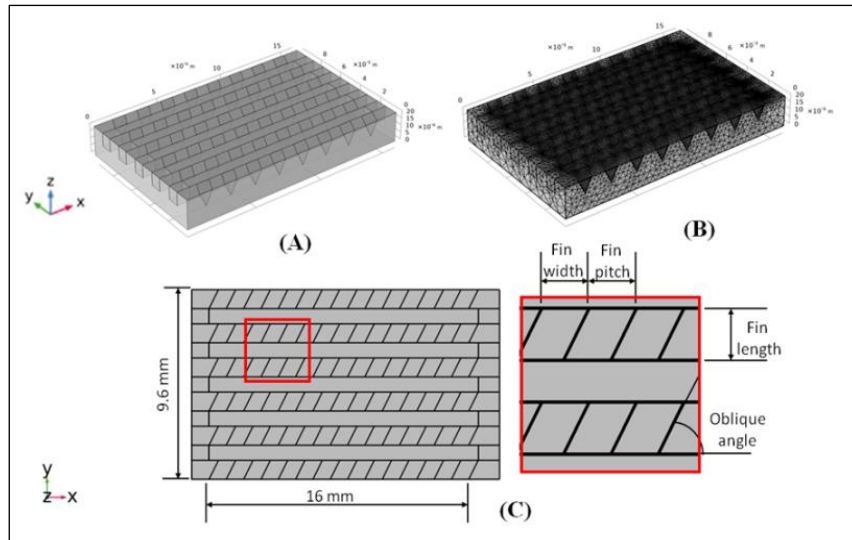 15
×10⁻³ m
10
5
0
8
6
4
2
0
×10⁻³ m
20
15
10
5
0
×10⁻⁴ m
z
y
x
(A)
15
×10⁻³ m
10
5
0
8
6
4
2
0
×10⁻³ m
20
15
10
5
0
×10⁻⁴ m
(B)
Fin
width
Fin
pitch
Fin
length
Oblique
angle
9.6 mm
16 mm
y
z
x
(C)